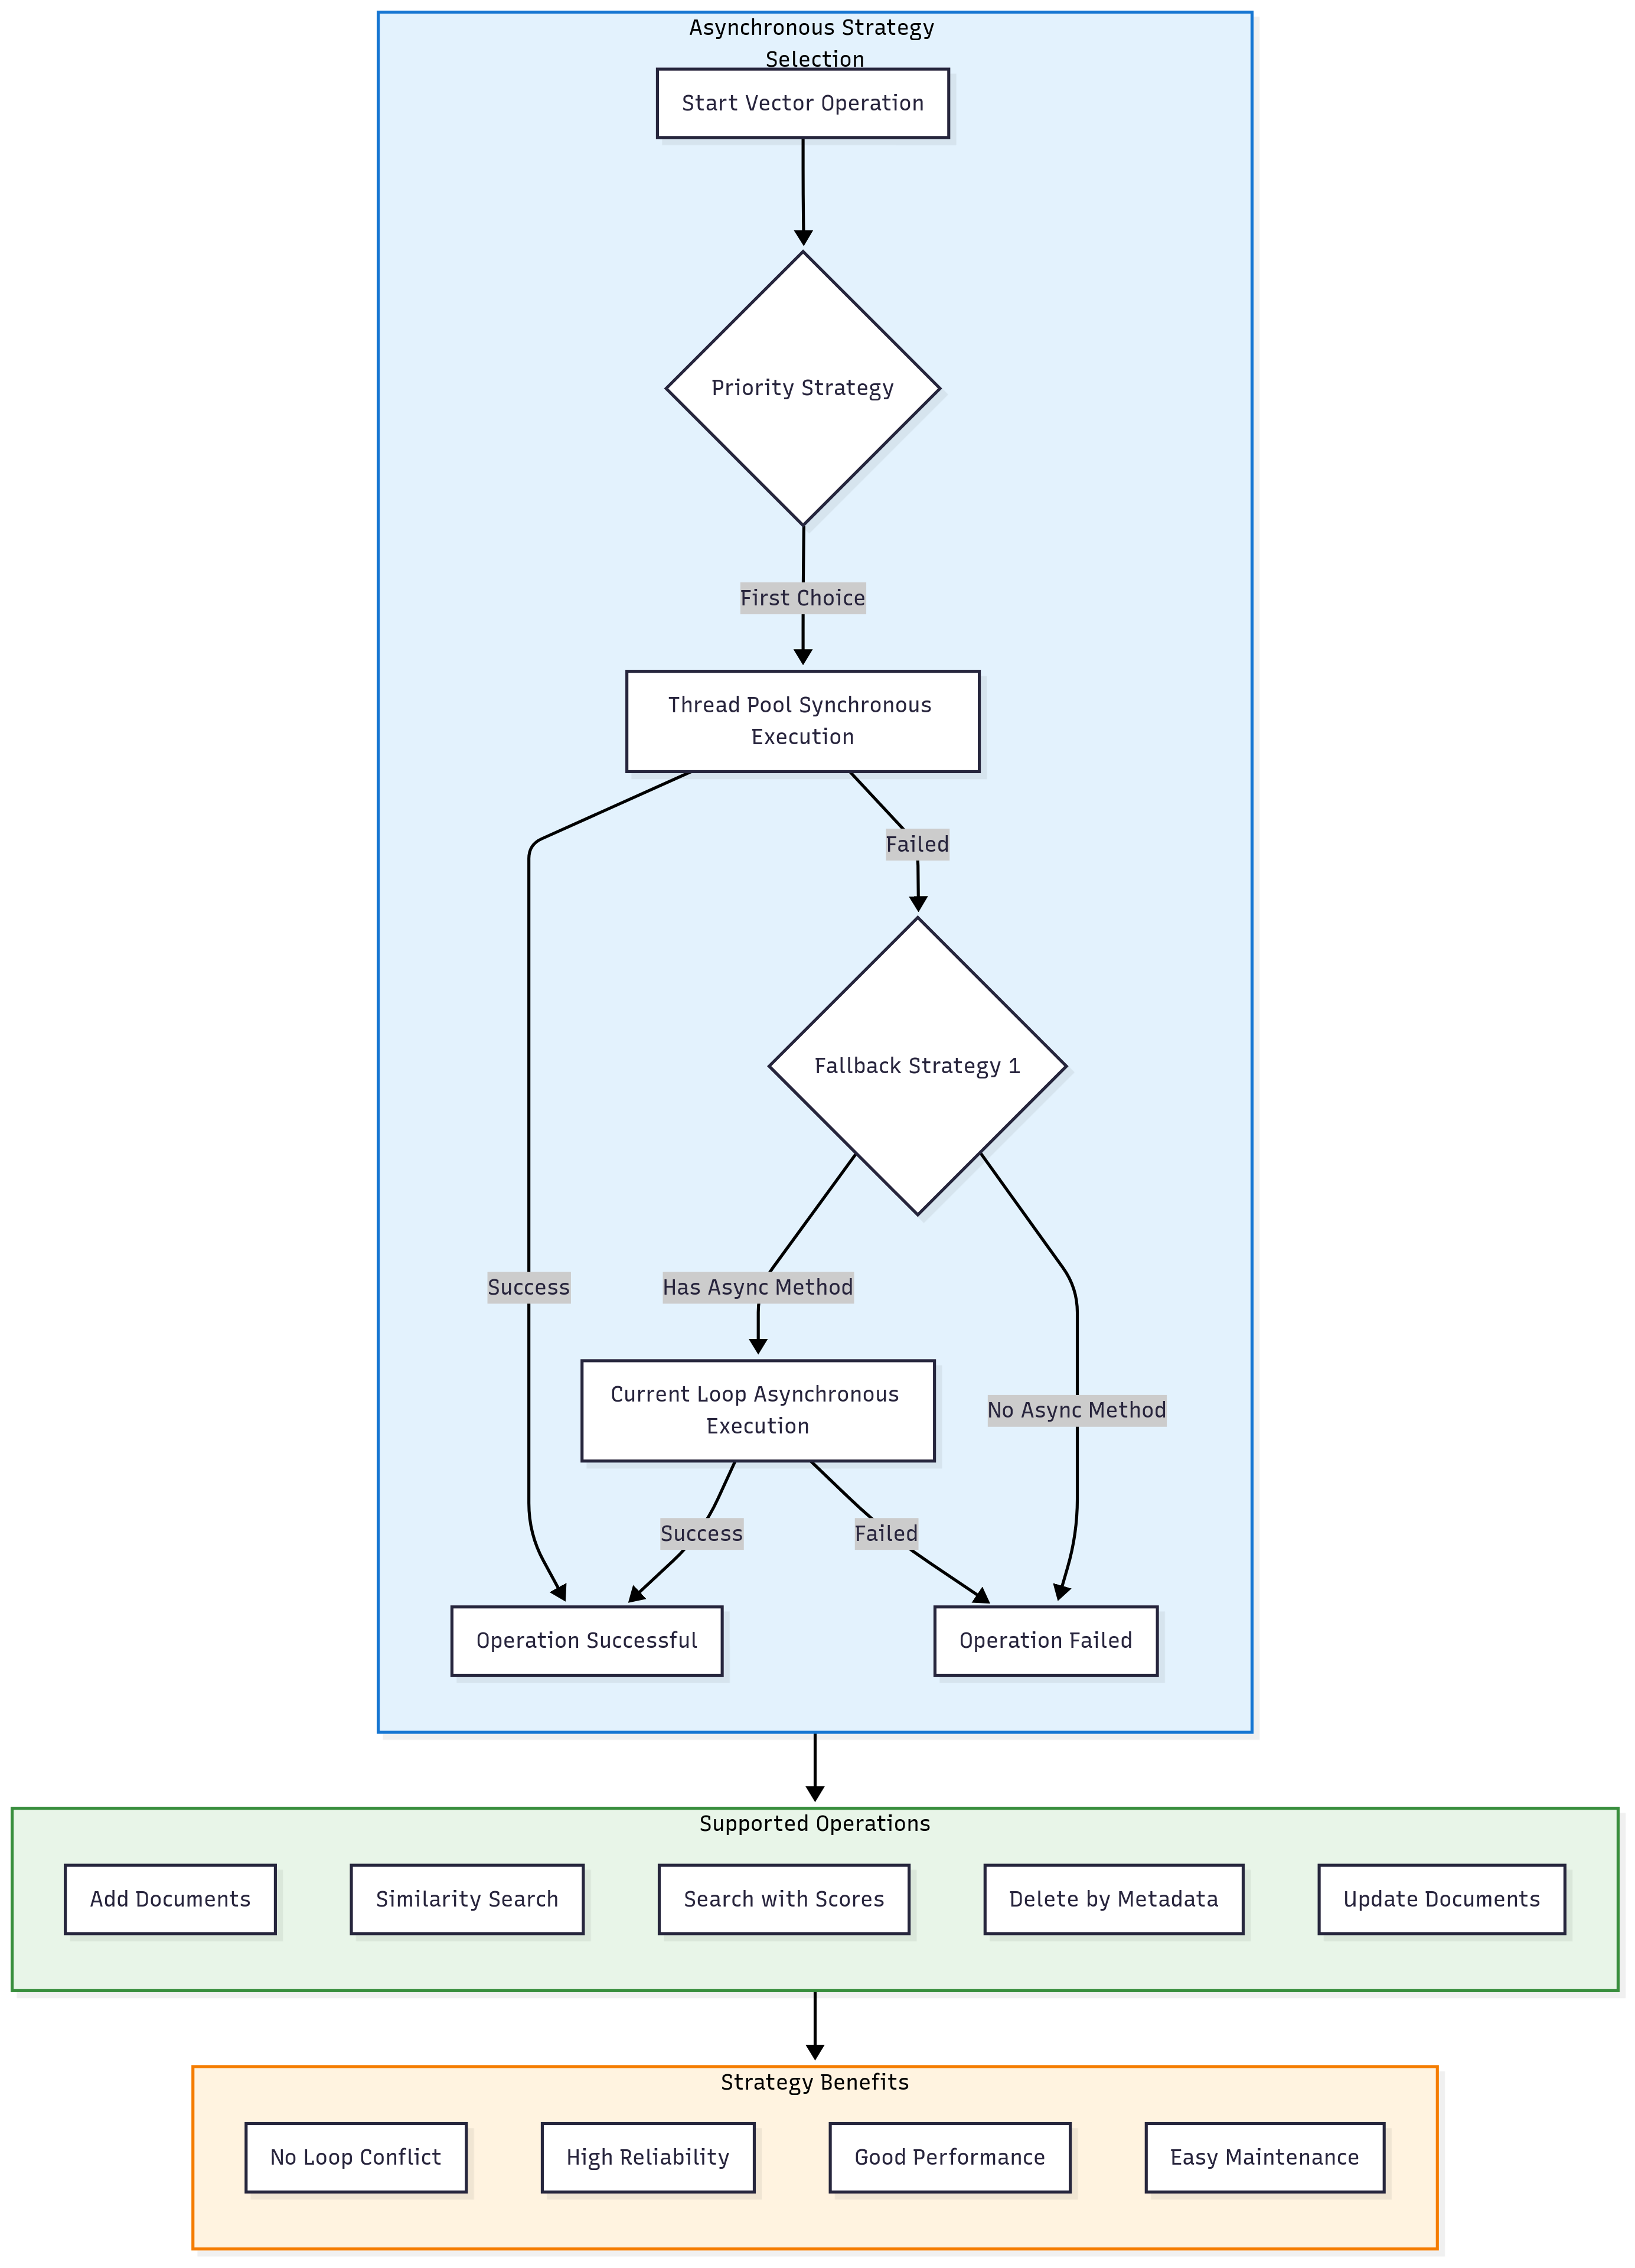 Asynchronous Strategy
Selection
Start Vector Operation
Priority Strategy
First Choice
Thread Pool Synchronous
Execution
Failed
Fallback Strategy 1
Success
Has Async Method
Current Loop Asynchronous
Execution
No Async Method
Success
Failed
Operation Successful
Operation Failed
Supported Operations
Add Documents
Similarity Search
Search with Scores
Delete by Metadata
Update Documents
Strategy Benefits
No Loop Conflict
High Reliability
Good Performance
Easy Maintenance